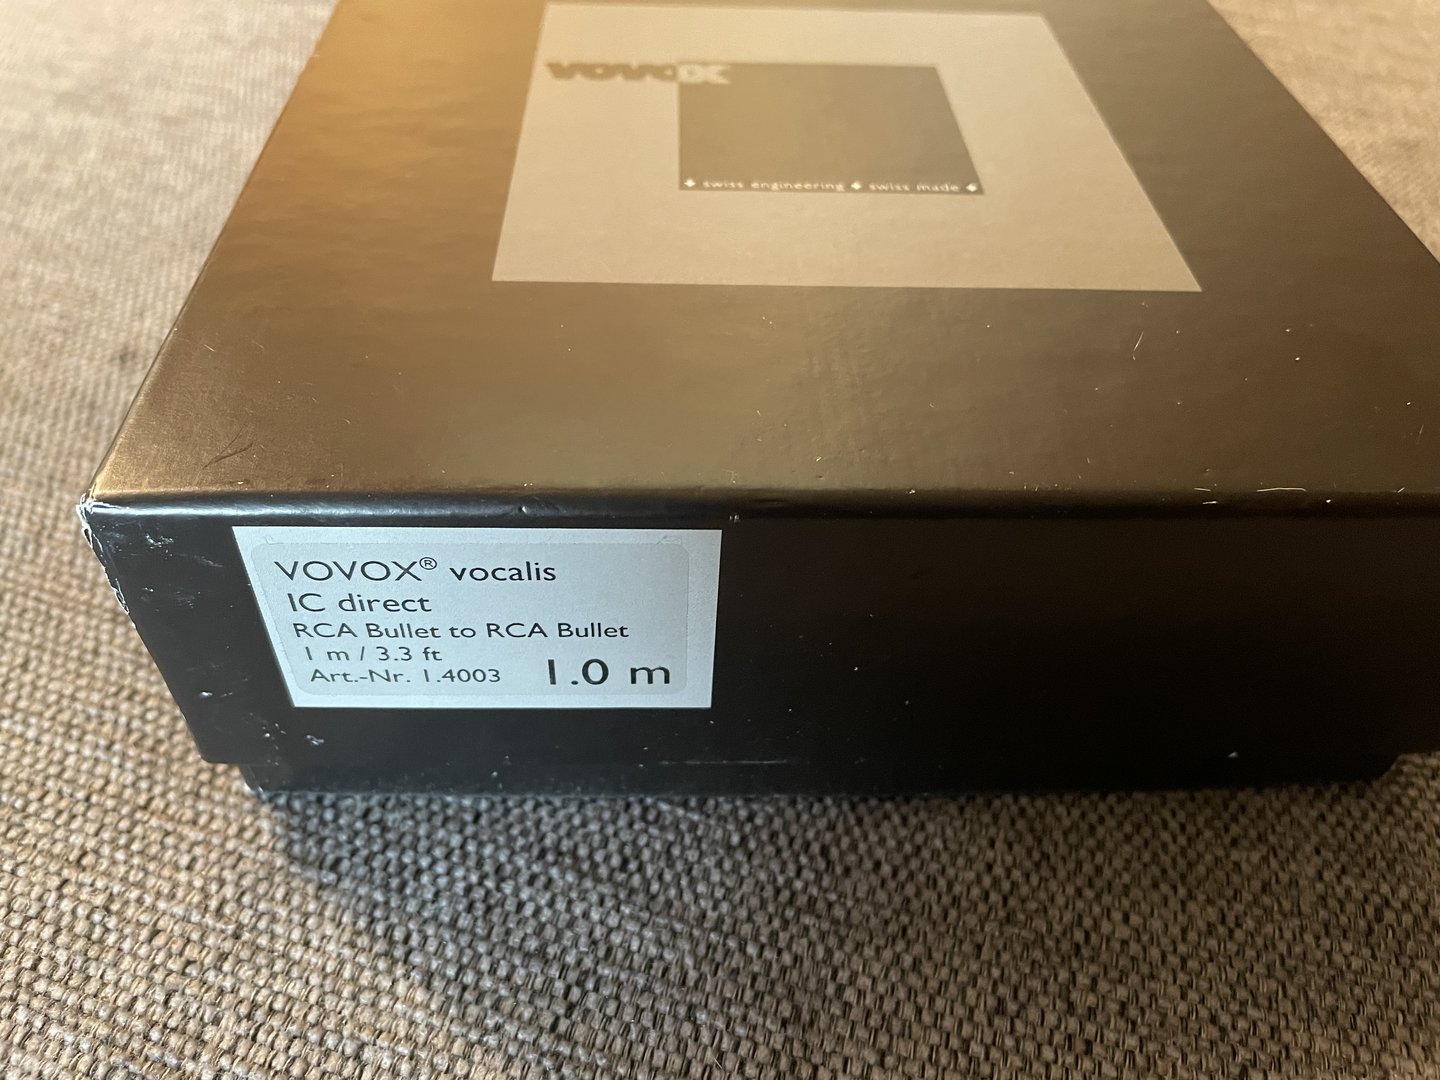 VOVOX
✚ swiss engineering ✚ swiss made ✚
VOVOX® vocalis
IC direct
RCA Bullet to RCA Bullet
1 m / 3.3 ft
Art.-Nr. 1.4003
1.0 m